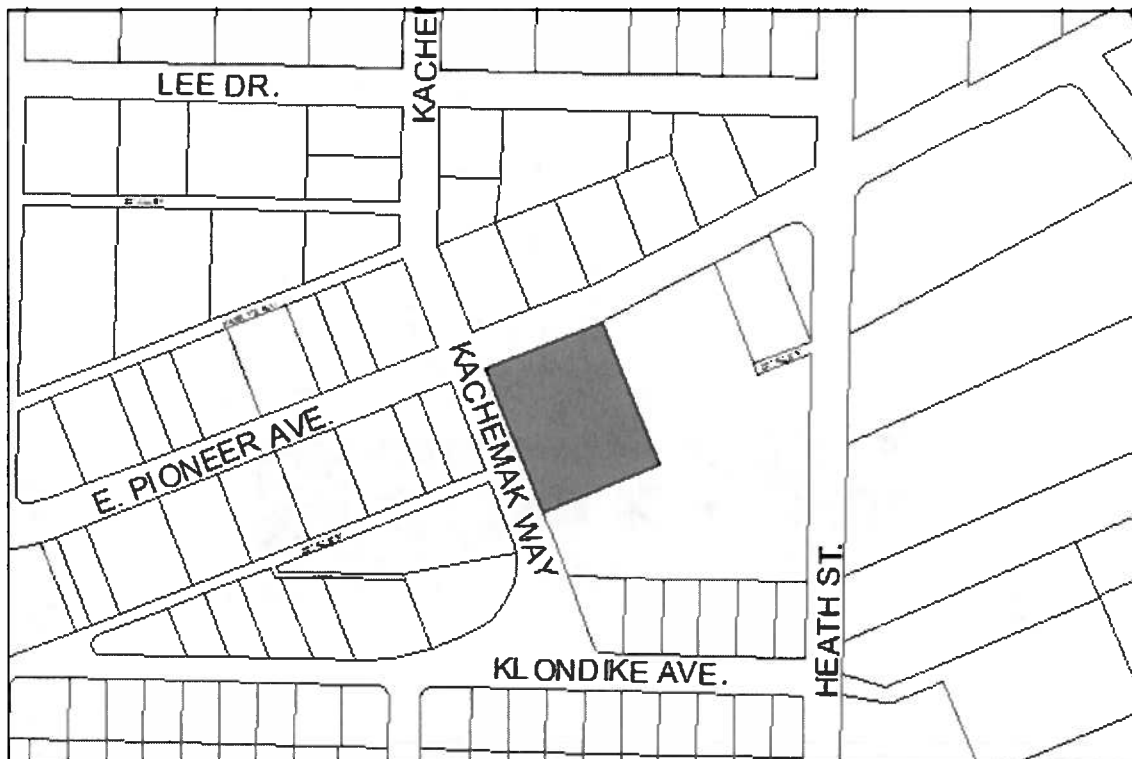 KACHE
LEE DR.
KACHEMAK WAY
E. PIONEER AVE.
HEATH ST.
KLONDIKE AVE.